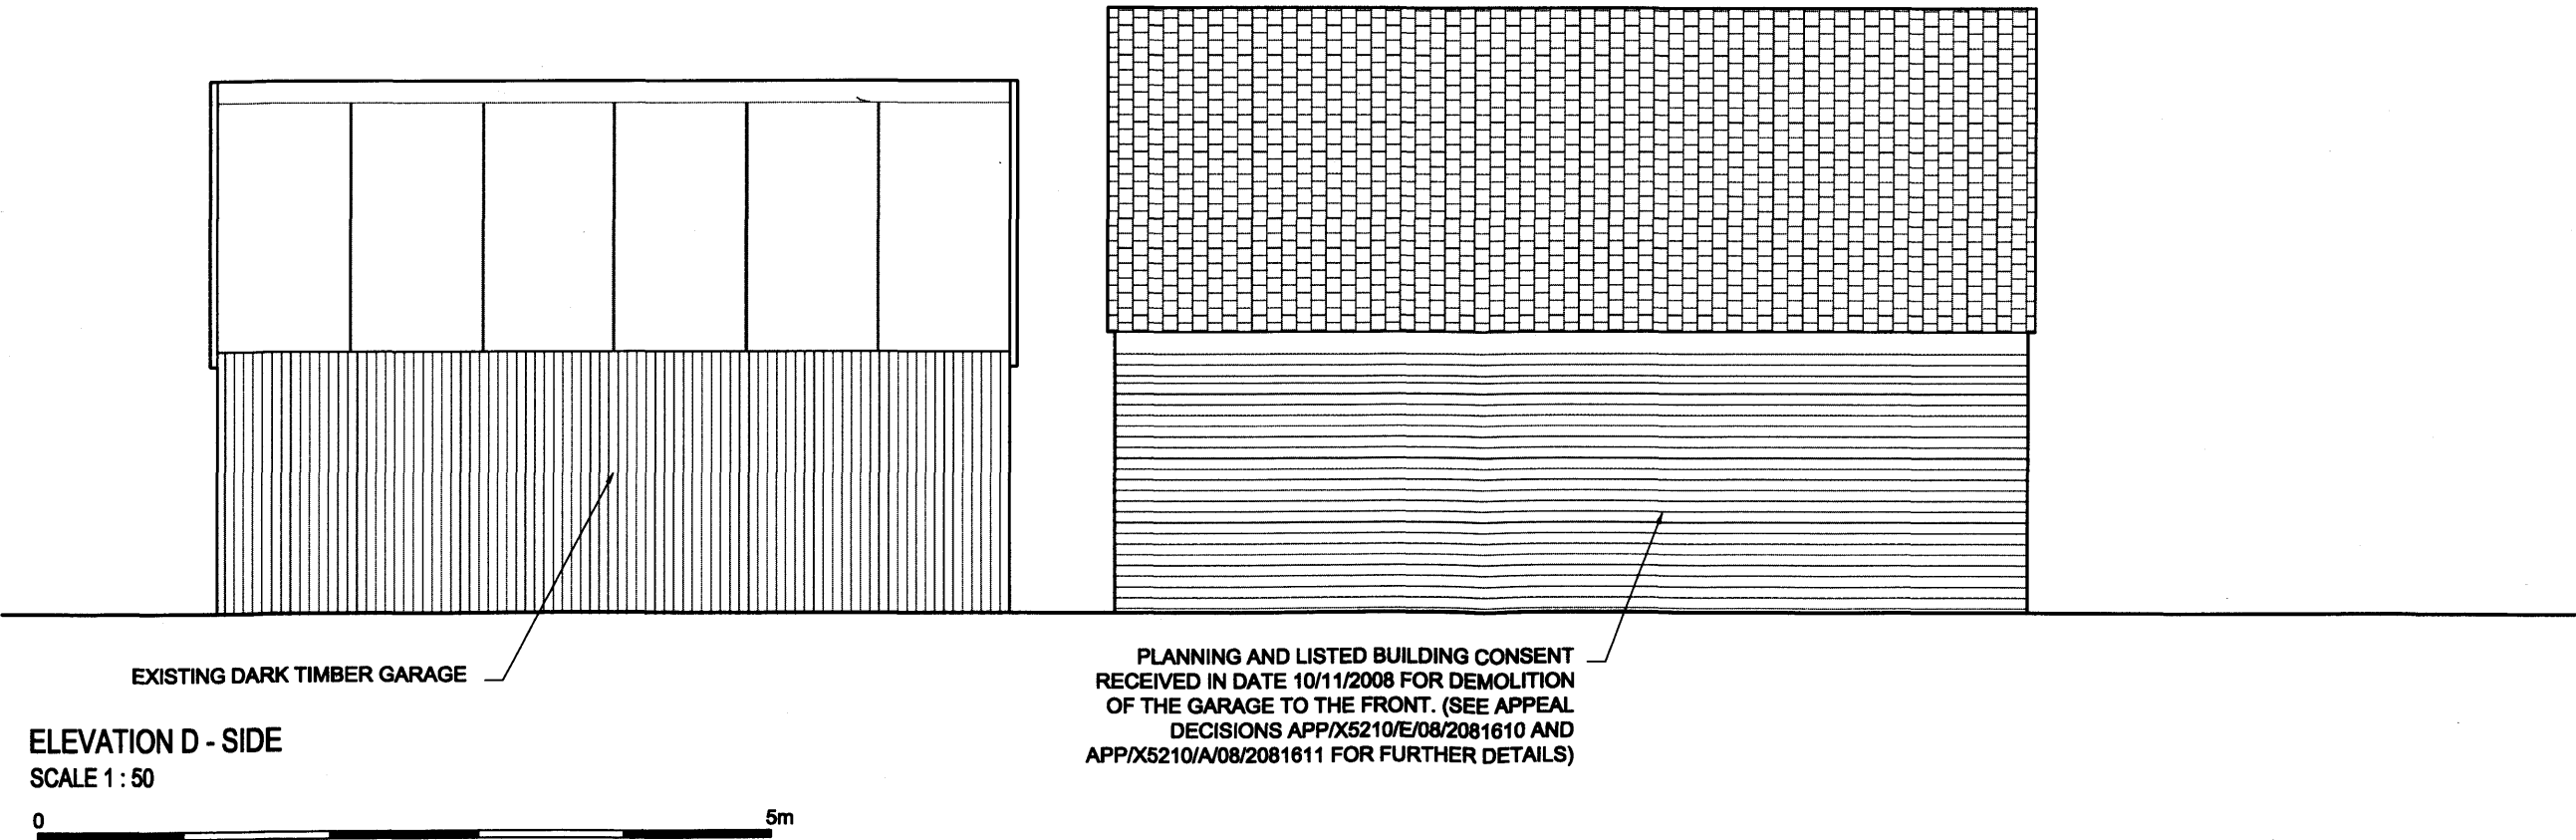 EXISTING DARK TIMBER GARAGE
PLANNING AND LISTED BUILDING CONSENT
RECEIVED IN DATE 10/11/2008 FOR DEMOLITION
OF THE GARAGE TO THE FRONT. (SEE APPEAL
DECISIONS APP/X5210/E/08/2081610 AND
APP/X5210/A/08/2081611 FOR FURTHER DETAILS)
ELEVATION D - SIDE
SCALE 1 : 50
0 5m